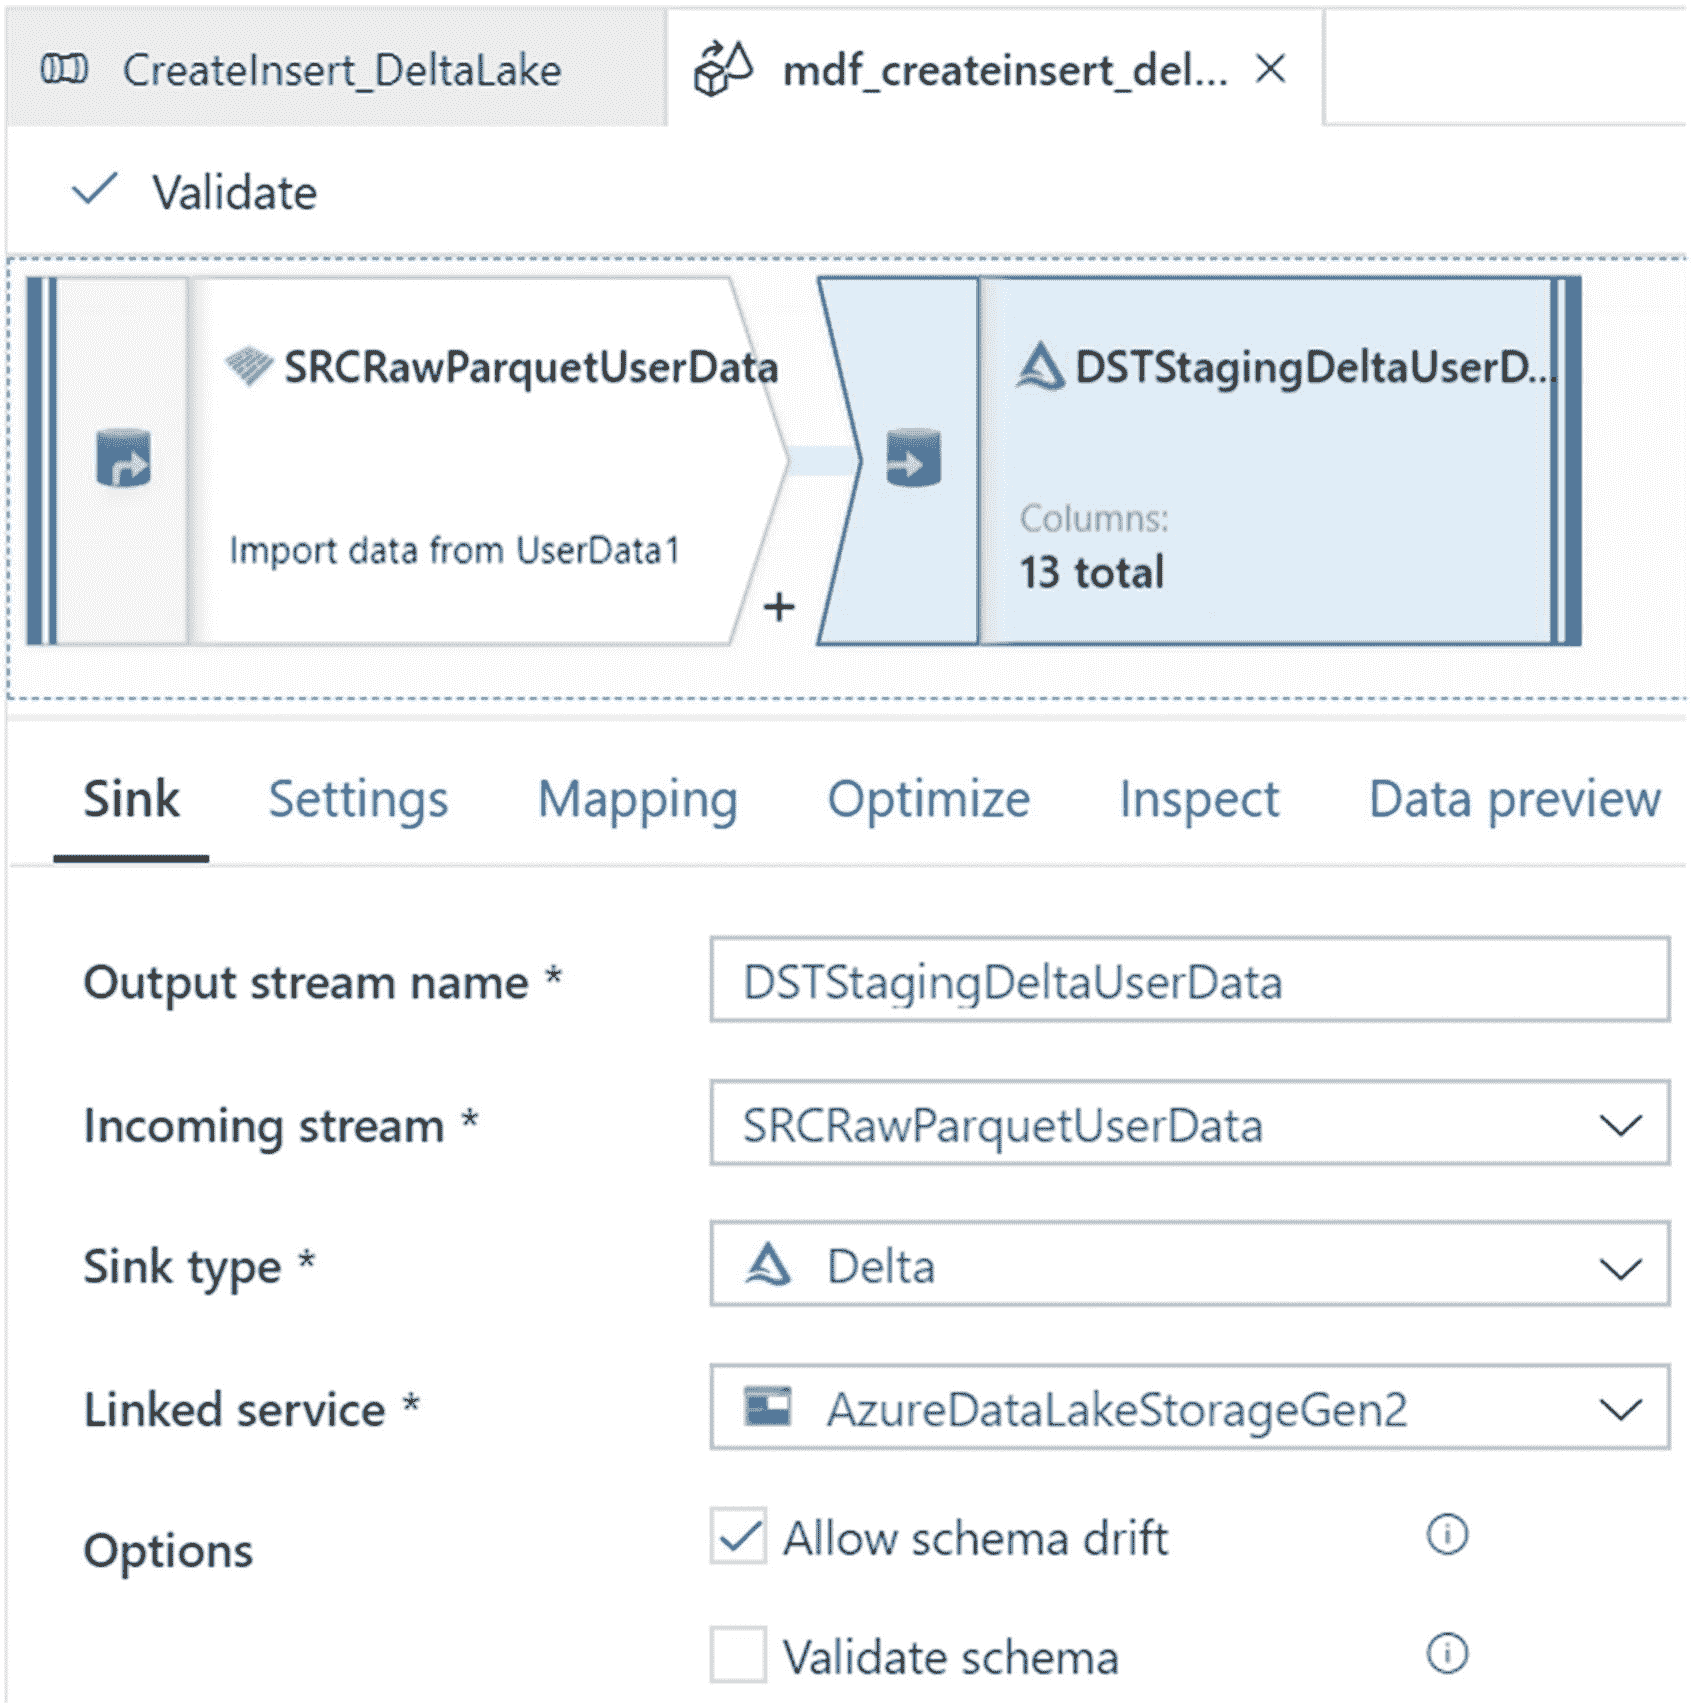 CreateInsert_DeltaLake
mdf_createinsert_del...
Validate
SRCRawParquetUserData
Import data from UserData1
+
DSTStagingDeltaUserD...
Columns:
13 total
Sink Settings Mapping Optimize Inspect Data preview
Output stream name * DSTStagingDeltaUserData
Incoming stream * SRCRawParquetUserData
Sink type * Delta
Linked service * AzureDataLakeStorageGen2
Options Allow schema drift
Validate schema